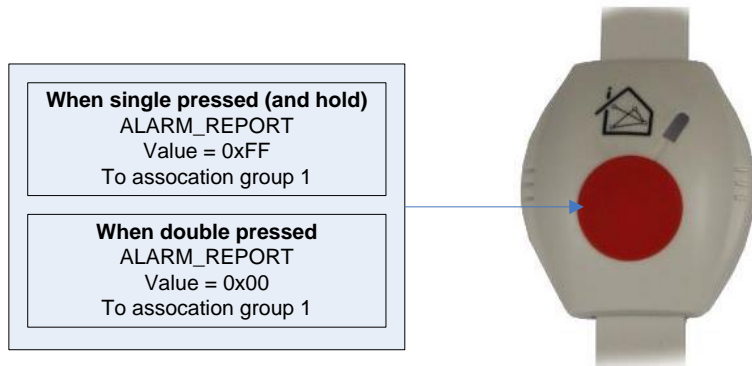 When single pressed (and hold)
ALARM_REPORT
Value = 0xFF
To assocation group 1
When double pressed
ALARM_REPORT
Value = 0x00
To assocation group 1